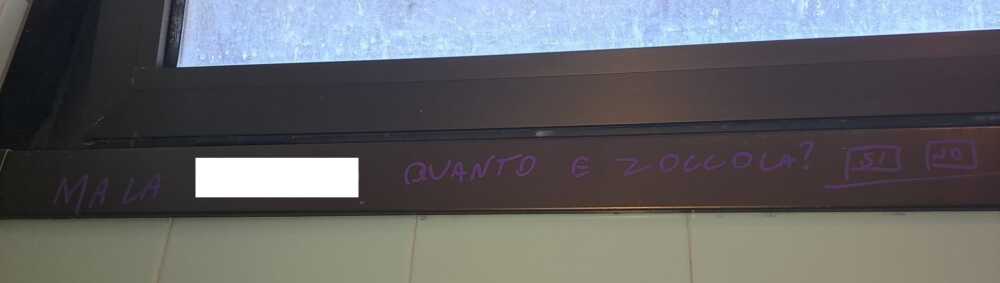 MA LA QUANTO E ZOCCOLA? SI NO